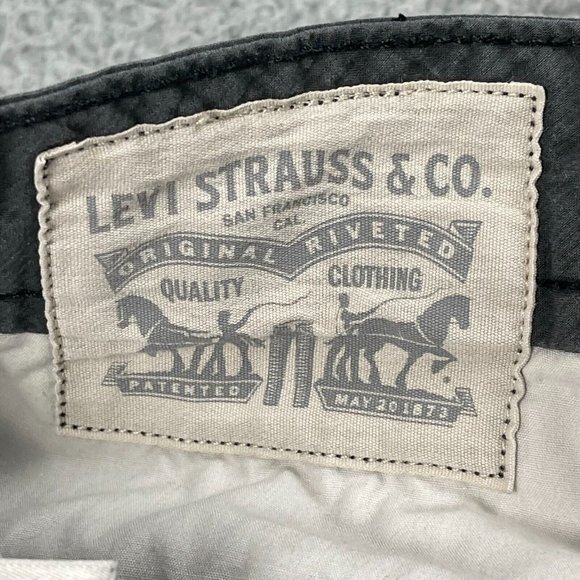 LEVI STRAUSS & CO.
SAN FRANCISCO
CAL.
ORIGINAL RIVETED
QUALITY CLOTHING
PATENTED MAY 20 1873